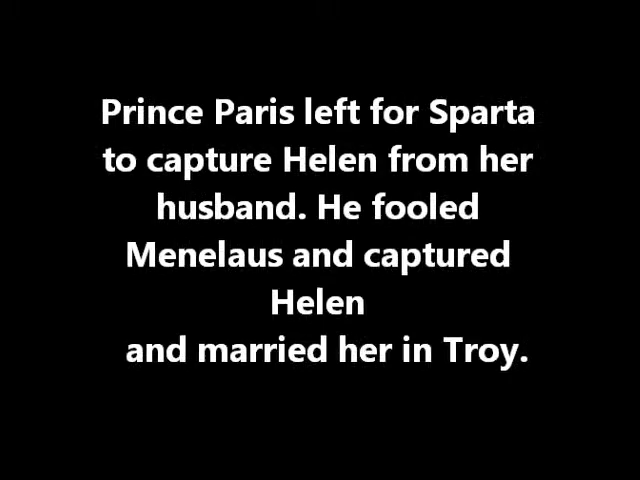 Prince Paris left for Sparta
to capture Helen from her
husband. He fooled
Menelaus and captured
Helen
and married her in Troy.